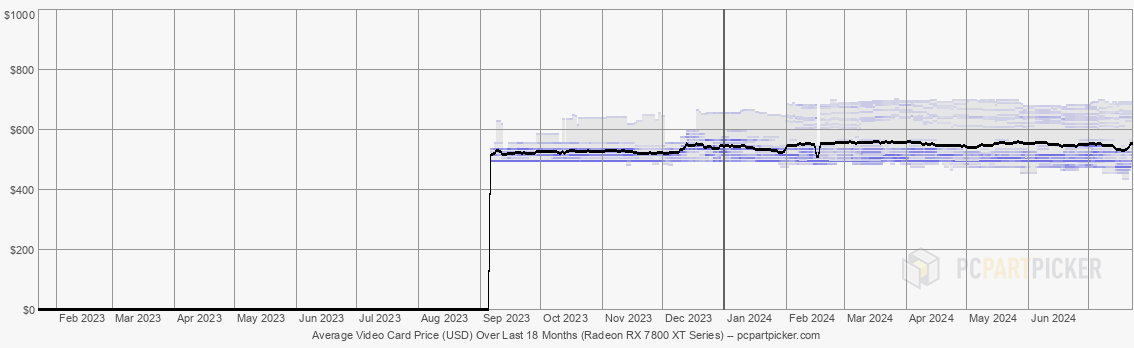 $1000
$800
$600
$400
$200
$0
PCPARTPICKER
Feb 2023 Mar 2023 Apr 2023 May 2023 Jun 2023 Jul 2023 Aug 2023 Sep 2023 Oct 2023 Nov 2023 Dec 2023 Jan 2024 Feb 2024 Mar 2024 Apr 2024 May 2024 Jun 2024
Average Video Card Price (USD) Over Last 18 Months (Radeon RX 7800 XT Series) -- pcpartpicker.com